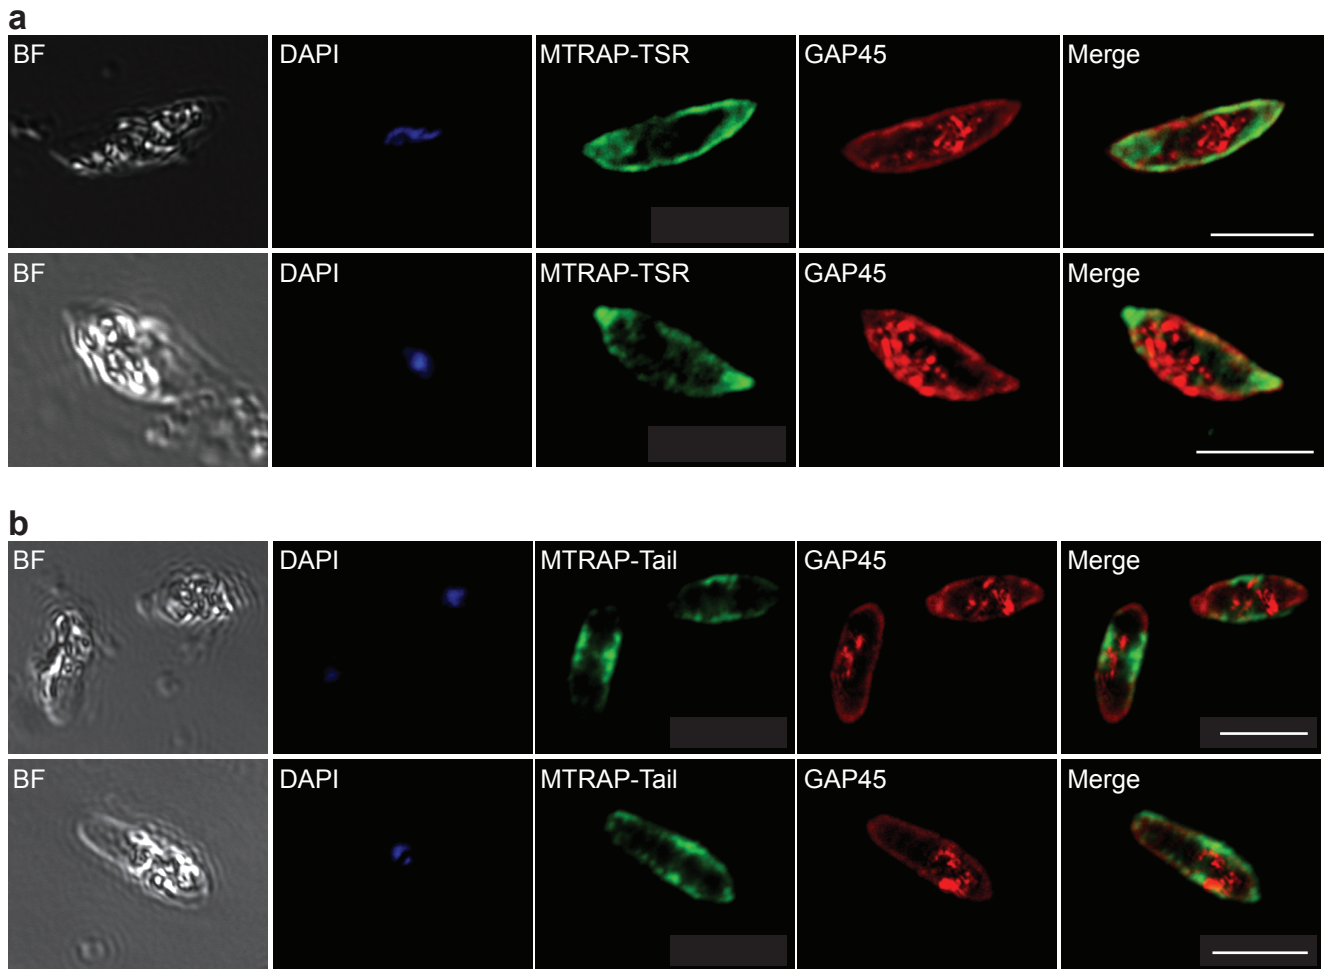 a
BF DAPI MTRAP-TSR GAP45 Merge
BF DAPI MTRAP-TSR GAP45 Merge
b
BF DAPI MTRAP-Tail GAP45 Merge
BF DAPI MTRAP-Tail GAP45 Merge